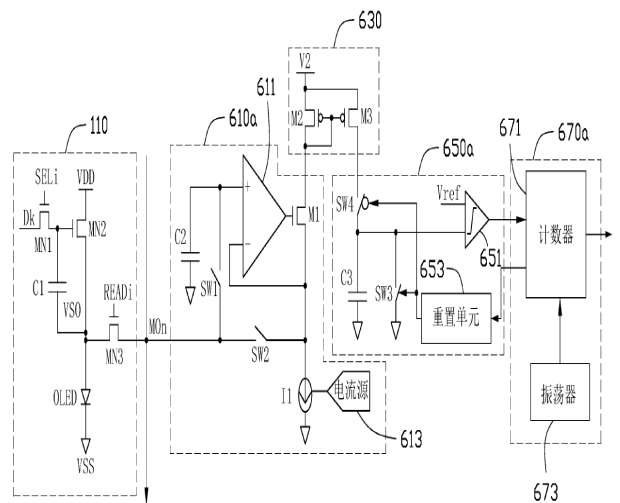 630
V2
M2
M3
110
610a
611
650a
671
670a
SELi
VDD
Dk
MN1
MN2
C1
VSO
READi
MN3
MOn
OLED
VSS
C2
+
−
M1
SW1
SW2
I1
电流源
613
SW4
Vref
651
C3
SW3
653
重置单元
计数器
振荡器
673